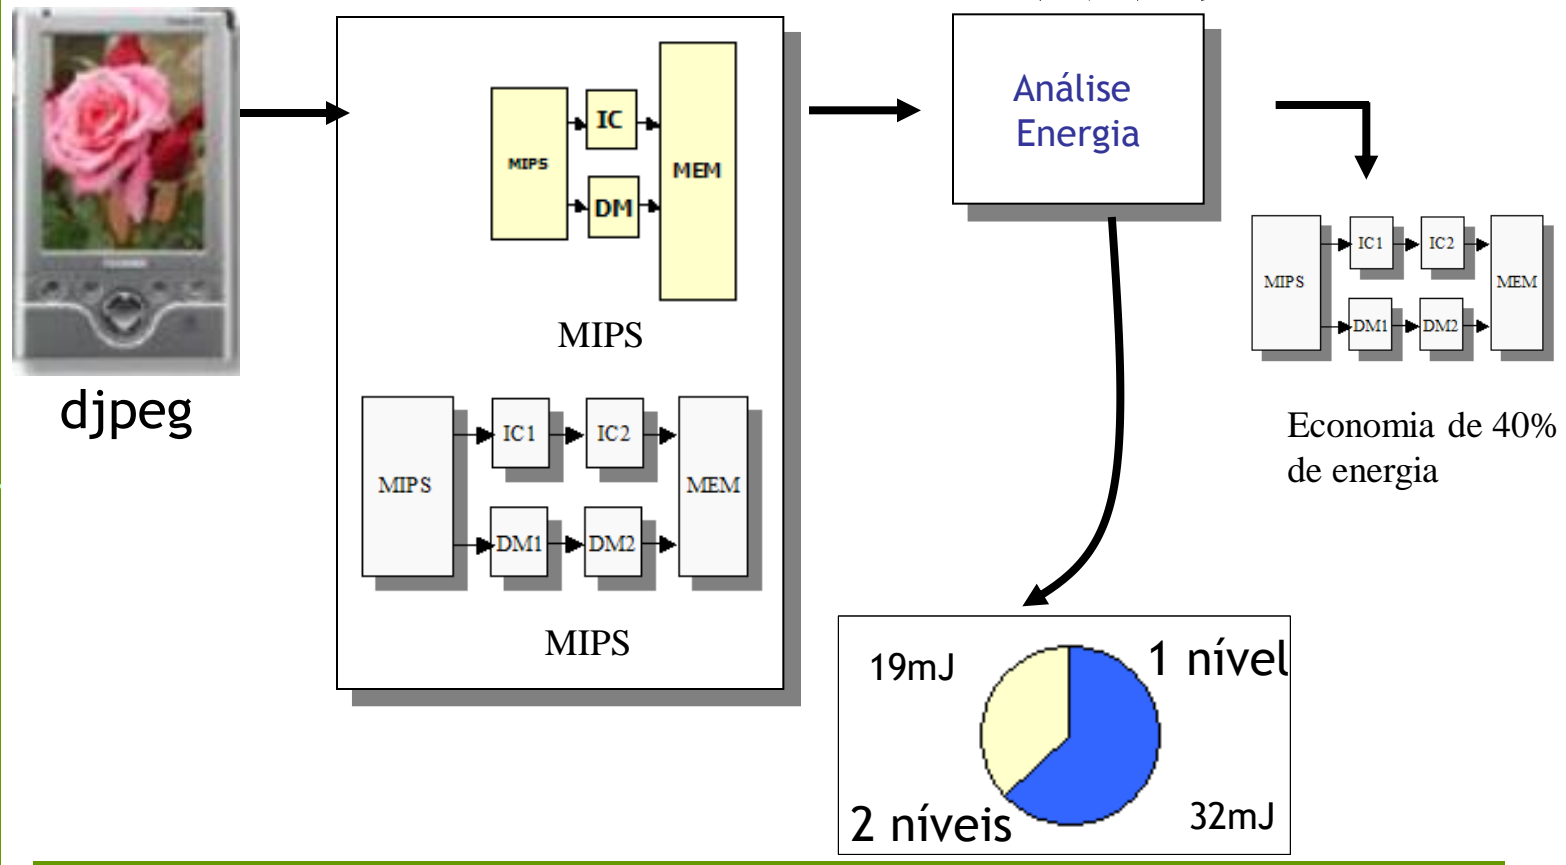 djpeg
MIPS
IC
DM
MEM
MIPS
MIPS
IC1
IC2
DM1
DM2
MEM
MIPS
Análise
Energia
MIPS
IC1
IC2
DM1
DM2
MEM
Economia de 40%
de energia
19mJ
1 nível
2 níveis
32mJ